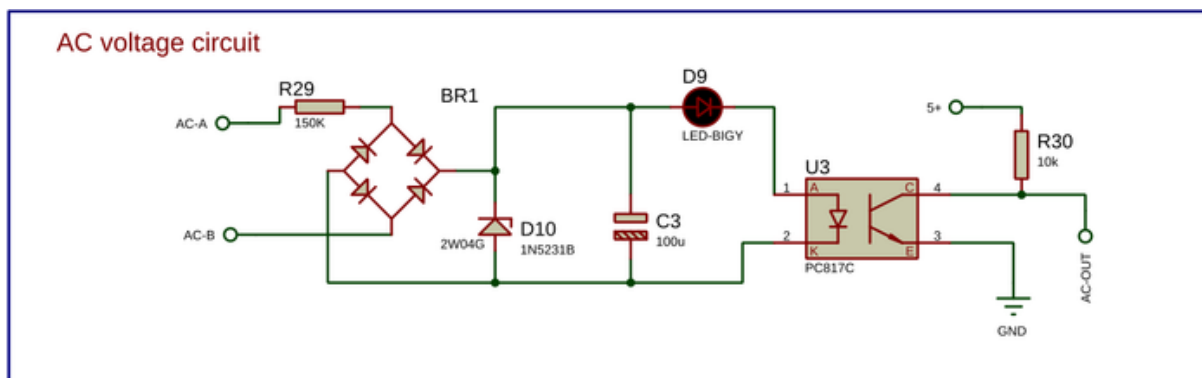 AC voltage circuit
R29
150K
AC-A
AC-B
BR1
2W04G
D10
1N5231B
C3
100u
D9
LED-BIGY
U3
1
A
C
4
2
K
E
3
PC817C
5+
R30
10k
AC-OUT
GND